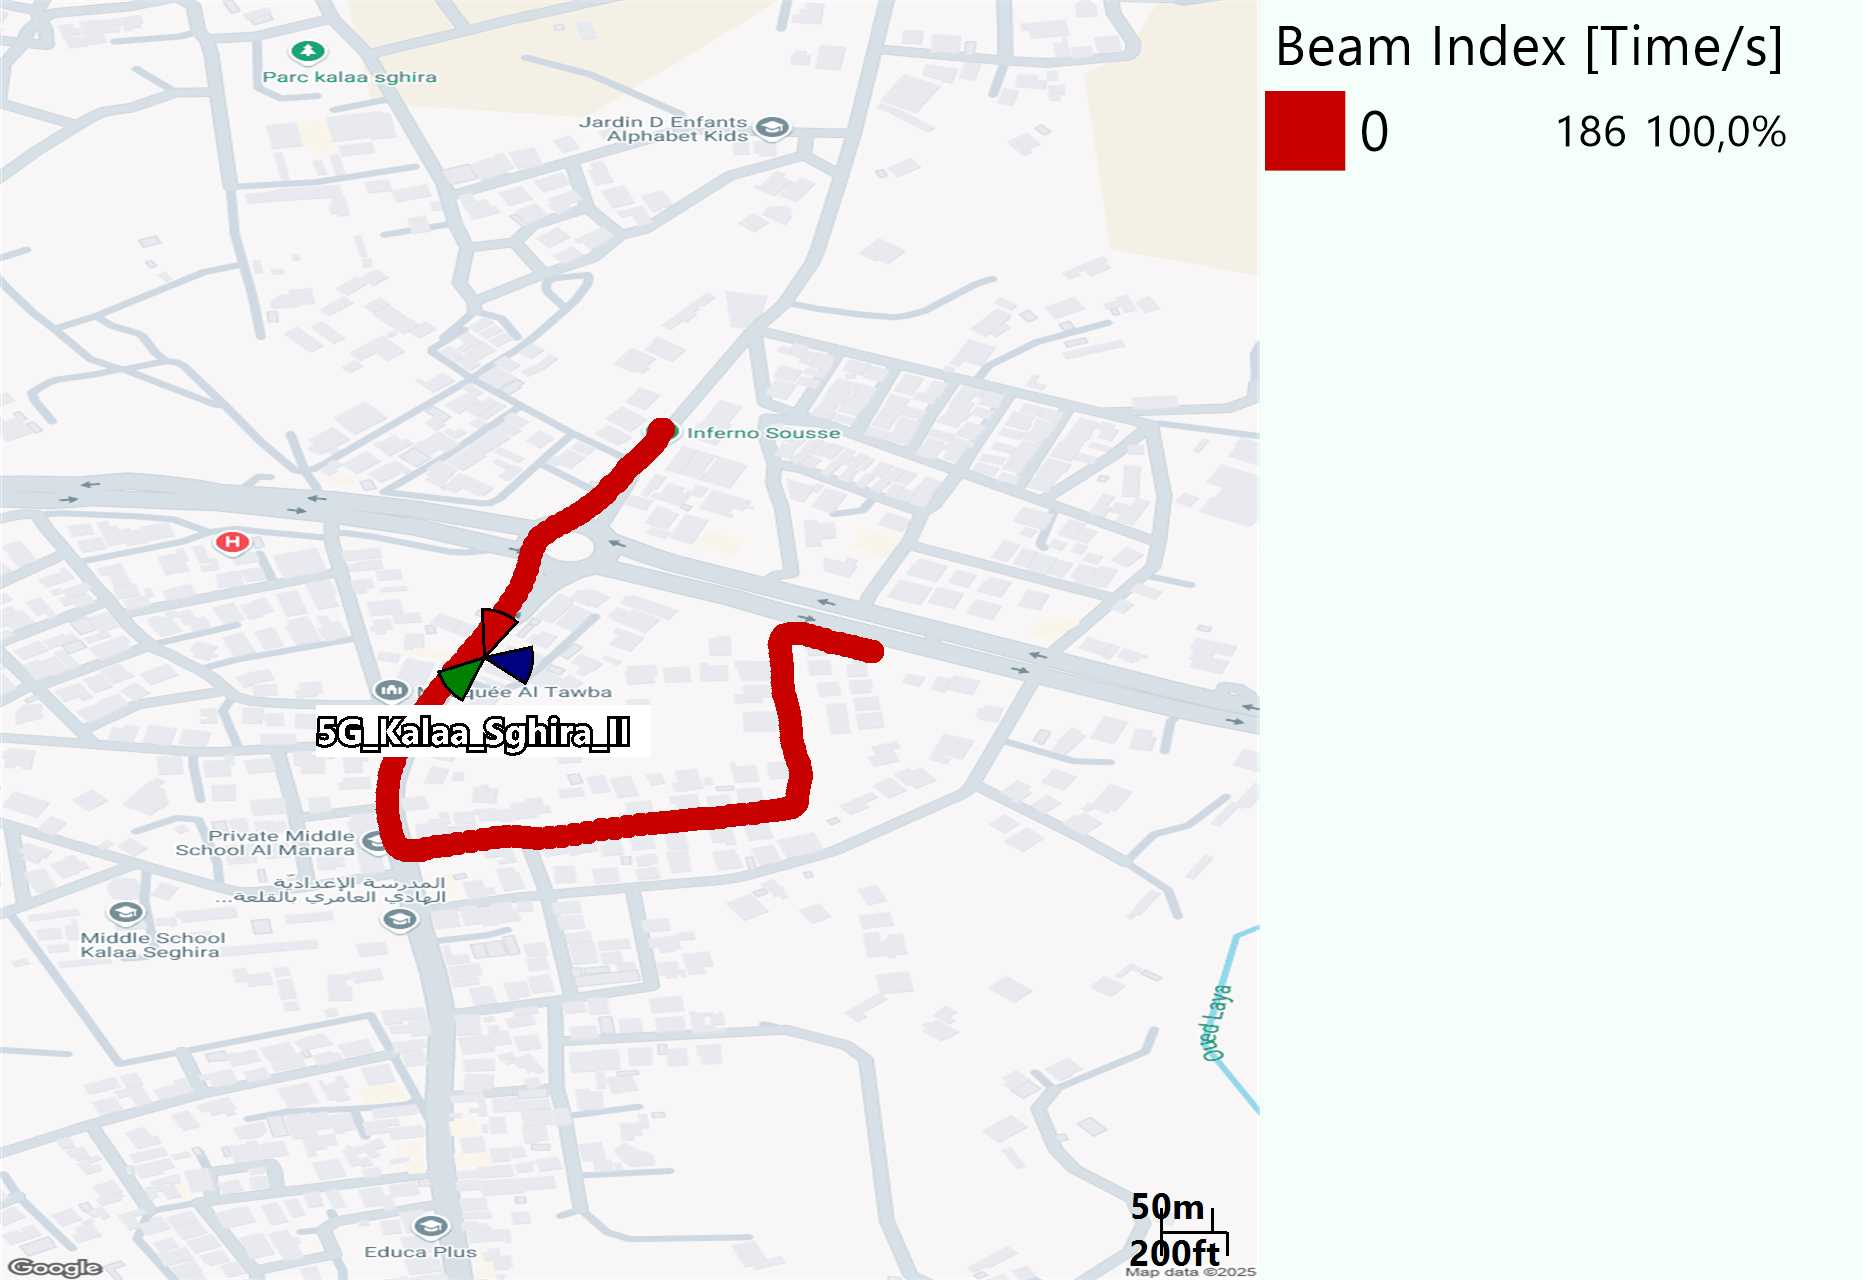 Beam Index [Time/s]
0 186 100,0%
Parc kalaa sghira
Jardin D Enfants
Alphabet Kids
Inferno Sousse
H
quée Al Tawba
5G_Kalaa_Sghira_II
Private Middle
School Al Manara
المدرسة الإعداديّة
الهادي العامري بالقلعة...
Middle School
Kalaa Seghira
Oued Laya
Educa Plus
50m
200ft
Google
Map data ©2025